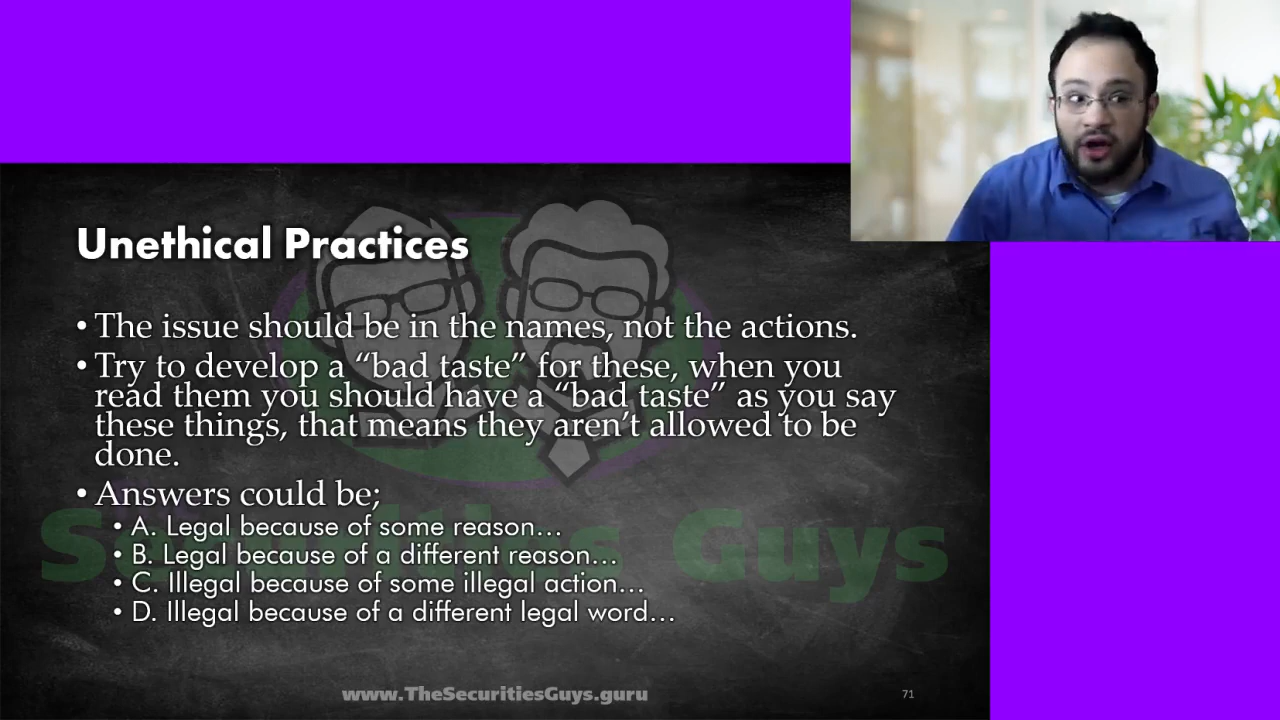 Unethical Practices
• The issue should be in the names, not the actions.
• Try to develop a “bad taste” for these, when you
read them you should have a “bad taste” as you say
these things, that means they aren’t allowed to be
done.
• Answers could be;
• A. Legal because of some reason…
• B. Legal because of a different reason…
• C. Illegal because of some illegal action…
• D. Illegal because of a different legal word…
Securities Guys
www.TheSecuritiesGuys.guru
71